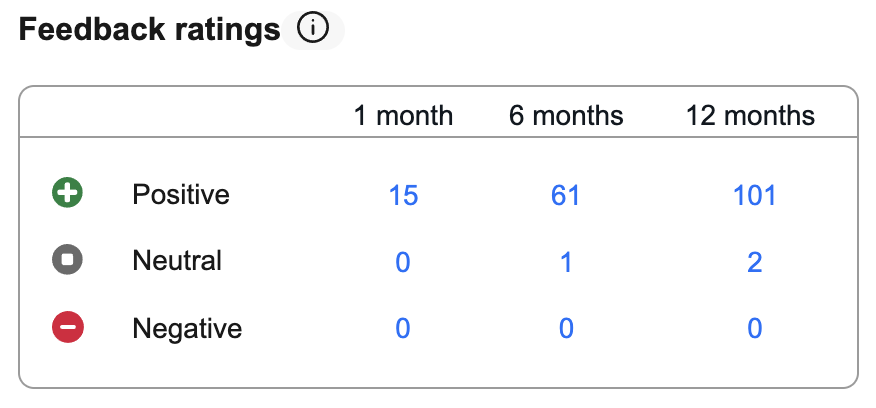 Feedback ratings
1 month 6 months 12 months
Positive 15 61 101
Neutral 0 1 2
Negative 0 0 0